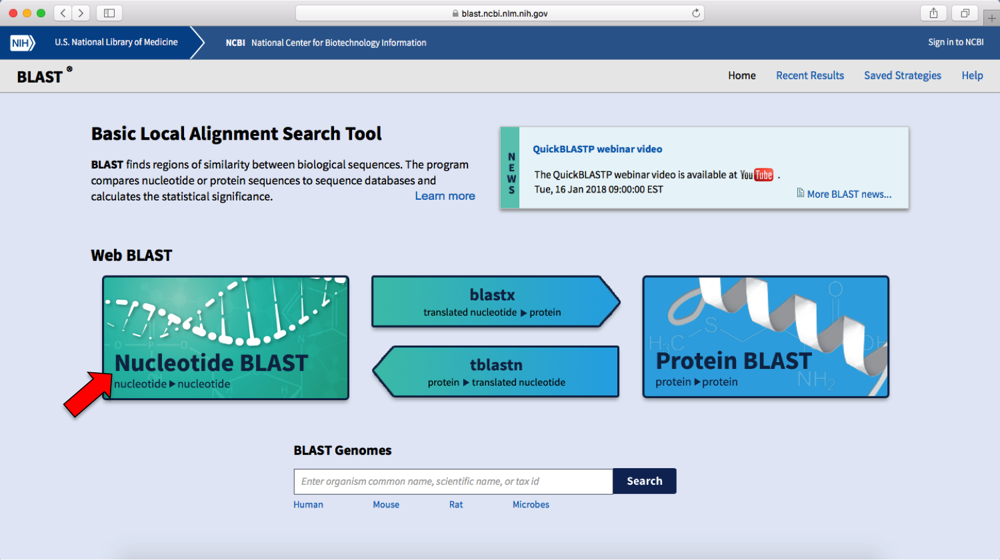 blast.ncbi.nlm.nih.gov
NIH
U.S. National Library of Medicine
NCBI National Center for Biotechnology Information
Sign in to NCBI
BLAST ®
Home
Recent Results
Saved Strategies
Help
Basic Local Alignment Search Tool
BLAST finds regions of similarity between biological sequences. The program
compares nucleotide or protein sequences to sequence databases and
calculates the statistical significance.
Learn more
NEWS
QuickBLASTP webinar video
The QuickBLASTP webinar video is available at YouTube .
Tue, 16 Jan 2018 09:00:00 EST
More BLAST news...
Web BLAST
Nucleotide BLAST
nucleotide ▶ nucleotide
blastx
translated nucleotide ▶ protein
tblastn
protein ▶ translated nucleotide
O
S
H3C
OH
NH2
Protein BLAST
protein ▶ protein
BLAST Genomes
Enter organism common name, scientific name, or tax id
Search
Human
Mouse
Rat
Microbes